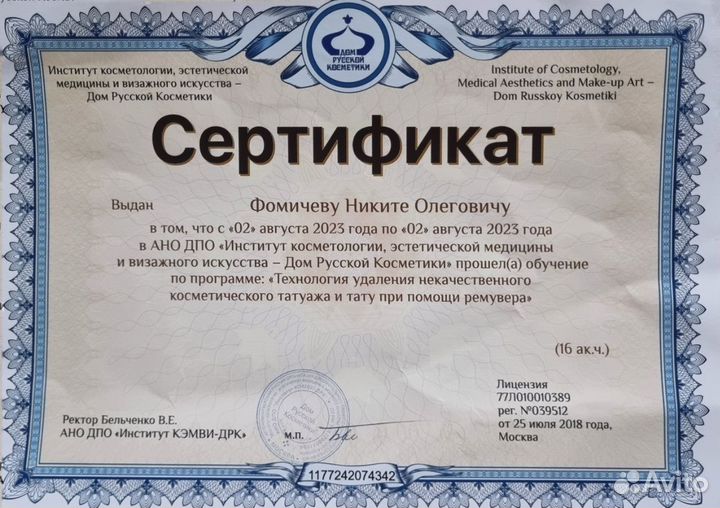 ДОМ
РУССКОЙ
КОСМЕТИКИ
Институт косметологии, эстетической
медицины и визажного искусства –
Дом Русской Косметики
Institute of Cosmetology,
Medical Aesthetics and Make-up Art –
Dom Russkoy Kosmetiki
Сертификат
Выдан Фомичеву Никите Олеговичу
в том, что с «02» августа 2023 года по «02» августа 2023 года
в АНО ДПО «Институт косметологии, эстетической медицины
и визажного искусства – Дом Русской Косметики» прошел(а) обучение
по программе: «Технология удаления некачественного
косметического татуажа и тату при помощи ремувера»
(16 ак.ч.)
Лицензия
77Л010010389
рег. №039512
от 25 июля 2018 года,
Москва
Ректор Бельченко В.Е.
АНО ДПО «Институт КЭМВИ-ДРК»
М.П.
Дом
Русской
Косметики
1177242074342
Avito